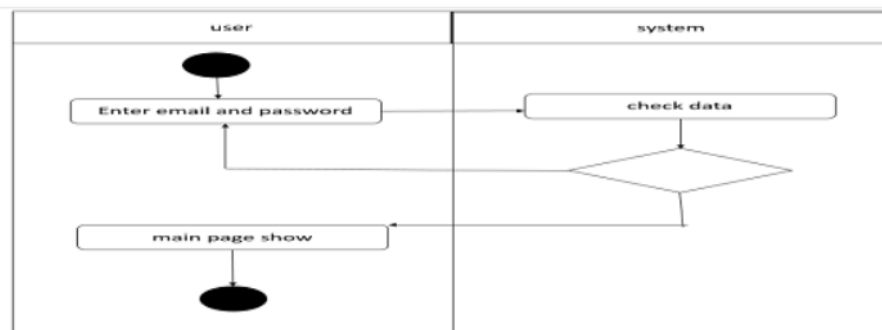 user
system
Enter email and password
check data
main page show